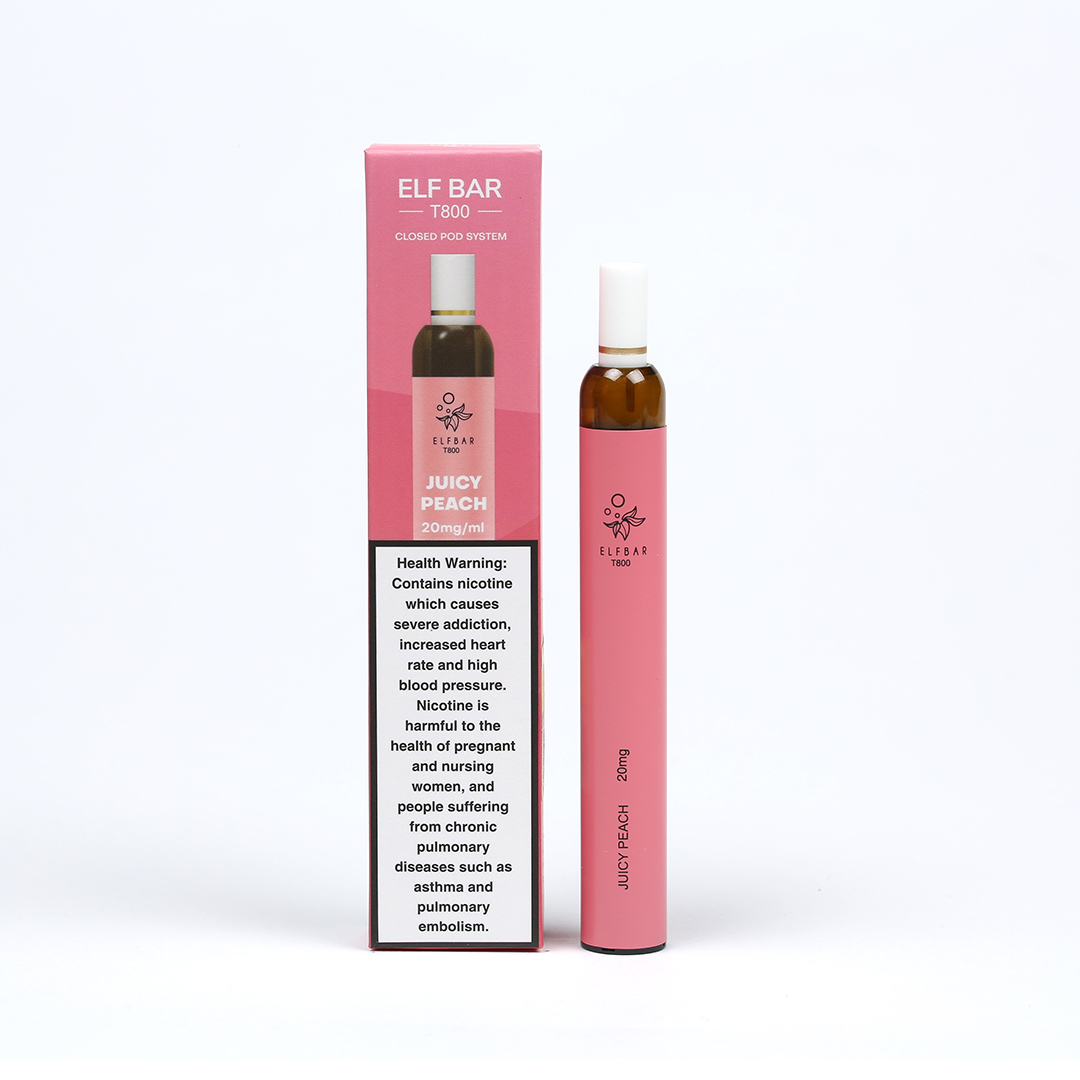 ELF BAR
T800
CLOSED POD SYSTEM
ELFBAR
T800
JUICY
PEACH
20mg/ml
Health Warning:
Contains nicotine
which causes
severe addiction,
increased heart
rate and high
blood pressure.
Nicotine is
harmful to the
health of pregnant
and nursing
women, and
people suffering
from chronic
pulmonary
diseases such as
asthma and
pulmonary
embolism.
ELFBAR
T800
JUICY PEACH 20mg